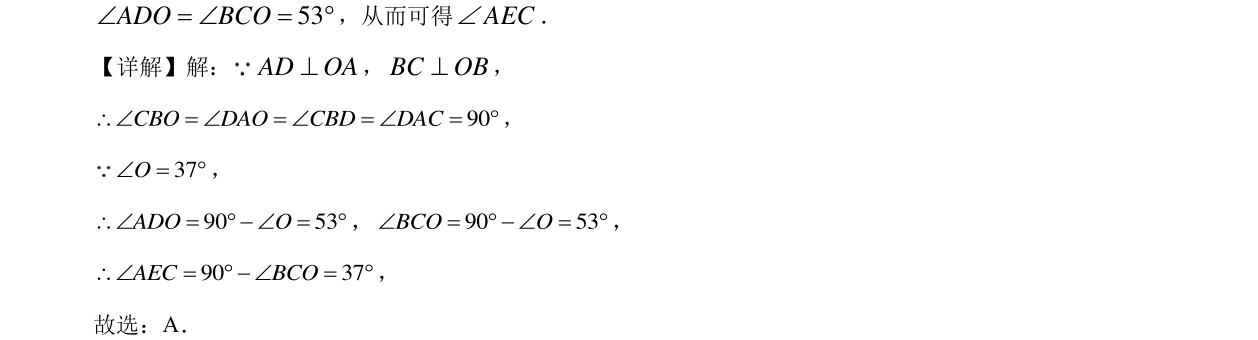 ∠ADO＝∠BCO＝53°，从而可得∠AEC．
【详解】解：∵AD⊥OA，BC⊥OB，
∴∠CBO＝∠DAO＝∠CBD＝∠DAC＝90°，
∵∠O＝37°，
∴∠ADO＝90°－∠O＝53°，∠BCO＝90°－∠O＝53°，
∴∠AEC＝90°－∠BCO＝37°，
故选：A．